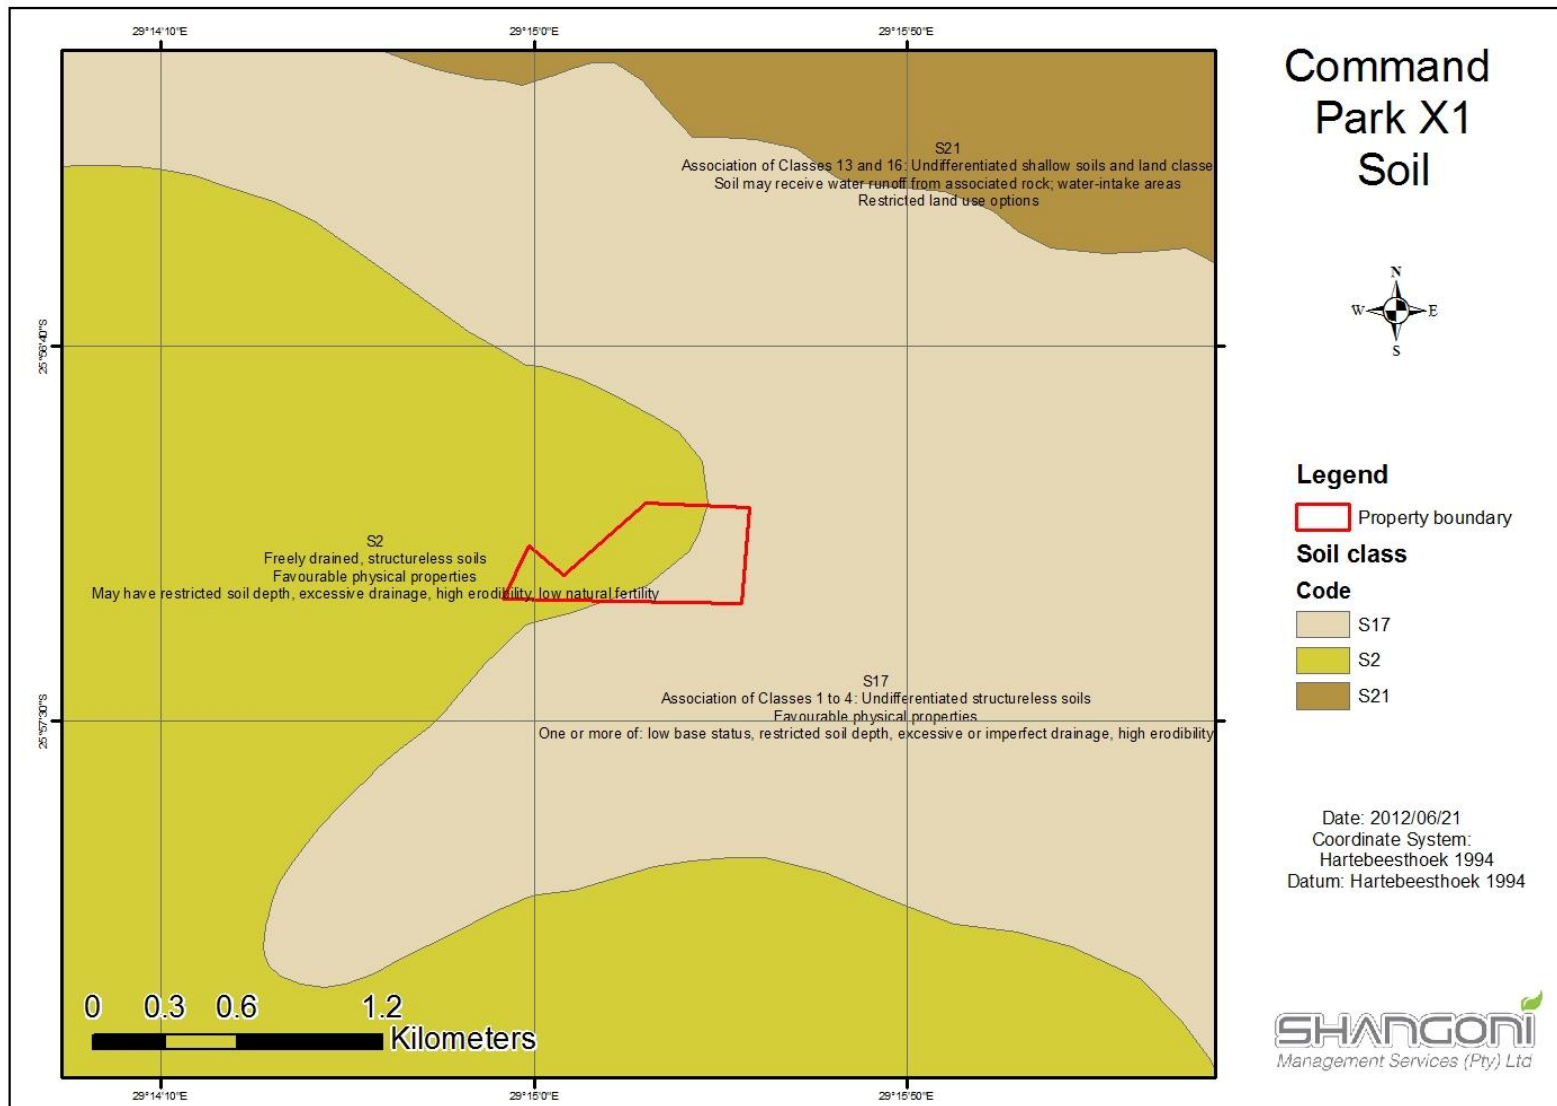 29°14'10"E
29°15'0"E
29°15'50"E
Command
Park X1
Soil
S21
Association of Classes 13 and 16: Undifferentiated shallow soils and land classe
Soil may receive water runoff from associated rock; water-intake areas
Restricted land use options
N
W
E
S
25°56'40"S
Legend
Property boundary
Soil class
Code
S17
S2
S21
S2
Freely drained, structureless soils
Favourable physical properties
May have restricted soil depth, excessive drainage, high erodibility, low natural fertility
S17
Association of Classes 1 to 4: Undifferentiated structureless soils
Favourable physical properties
One or more of: low base status, restricted soil depth, excessive or imperfect drainage, high erodibility
25°57'30"S
Date: 2012/06/21
Coordinate System:
Hartebeesthoek 1994
Datum: Hartebeesthoek 1994
0 0.3 0.6 1.2
Kilometers
SHANGONI
Management Services (Pty) Ltd
29°14'10"E
29°15'0"E
29°15'50"E